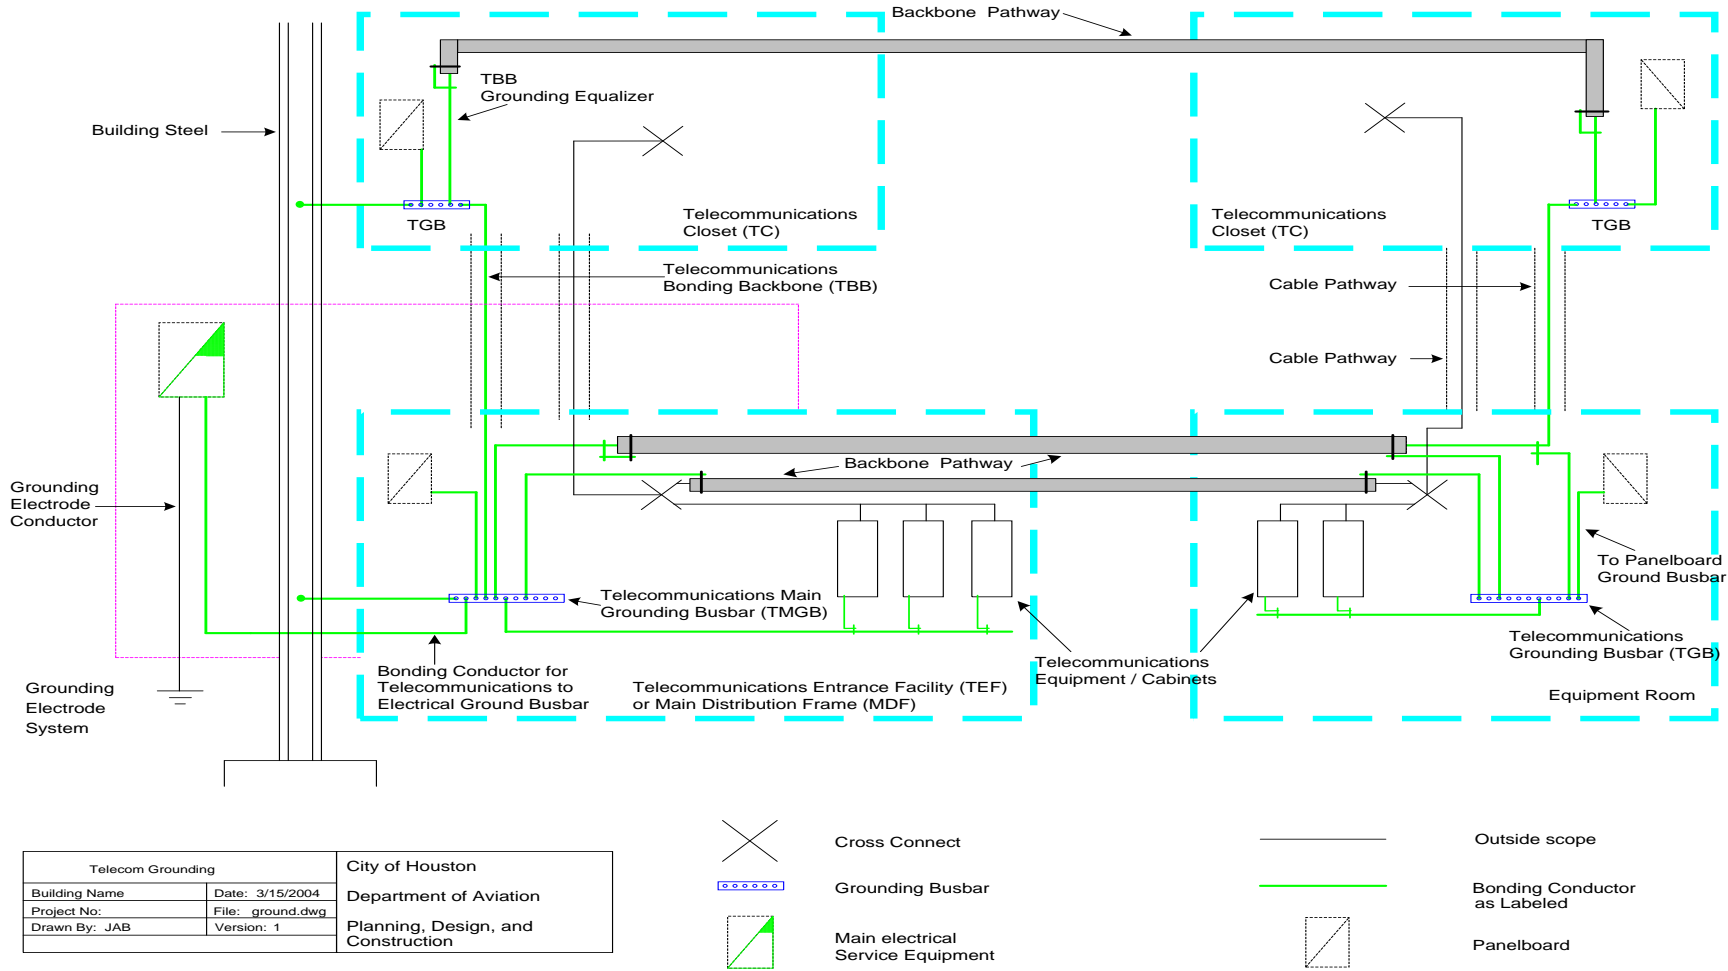 Backbone Pathway
TBB
Grounding Equalizer
Building Steel
TGB
Telecommunications
Closet (TC)
Telecommunications
Closet (TC)
TGB
Telecommunications
Bonding Backbone (TBB)
Cable Pathway
Cable Pathway
Backbone Pathway
Grounding
Electrode
Conductor
To Panelboard
Ground Busbar
Telecommunications Main
Grounding Busbar (TMGB)
Telecommunications
Grounding Busbar (TGB)
Telecommunications
Equipment / Cabinets
Bonding Conductor for
Telecommunications to
Electrical Ground Busbar
Telecommunications Entrance Facility (TEF)
or Main Distribution Frame (MDF)
Equipment Room
Grounding
Electrode
System
Telecom Grounding
Building Name
Date: 3/15/2004
Project No:
File: ground.dwg
Drawn By: JAB
Version: 1
City of Houston
Department of Aviation
Planning, Design, and
Construction
Cross Connect
Grounding Busbar
Main electrical
Service Equipment
Outside scope
Bonding Conductor
as Labeled
Panelboard